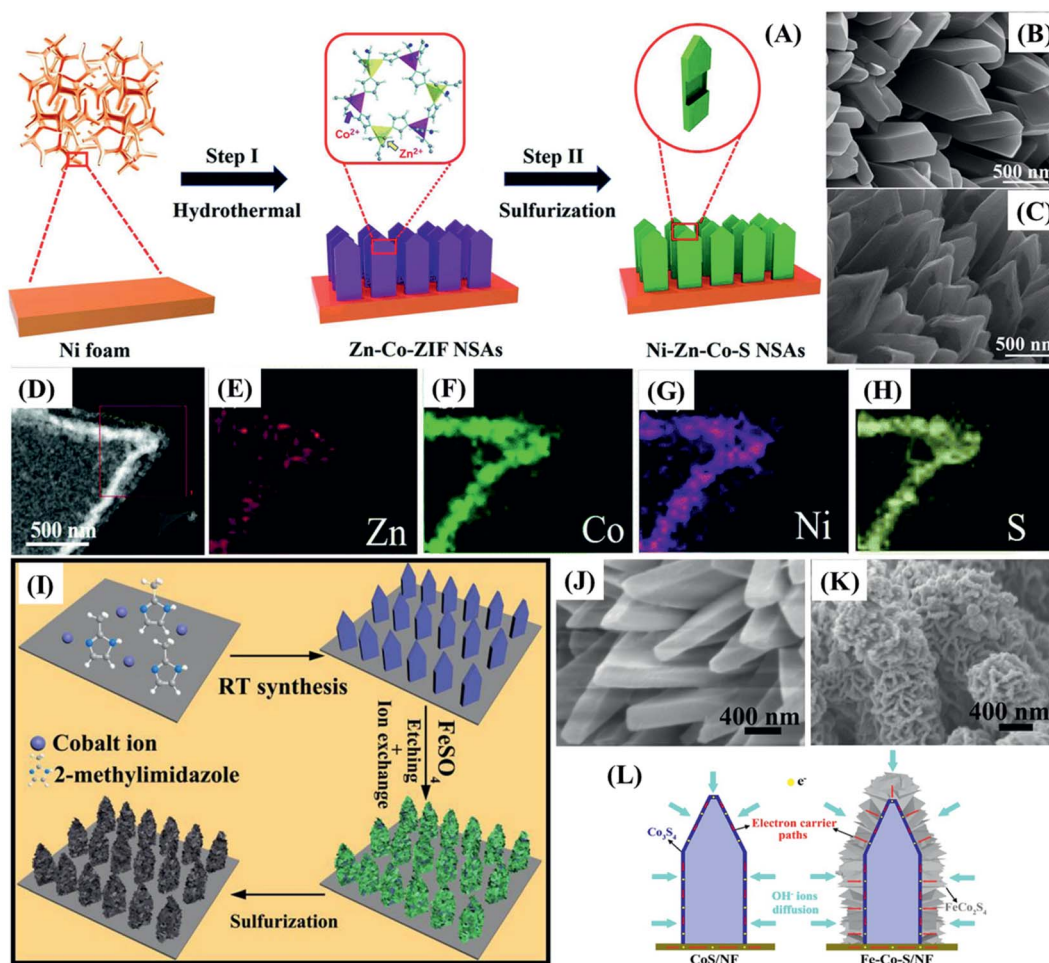 (A)
Co²⁺
Zn²⁺
Step I
Hydrothermal
Step II
Sulfurization
Ni foam
Zn-Co-ZIF NSAs
Ni-Zn-Co-S NSAs
(B)
500 nm
(C)
500 nm
(D)
500 nm
(E)
Zn
(F)
Co
(G)
Ni
(H)
S
(I)
RT synthesis
Cobalt ion
2-methylimidazole
FeSO₄
Etching
+
Ion exchange
Sulfurization
(J)
400 nm
(K)
400 nm
(L)
e⁻
Co₃S₄
Electron carrier
paths
OH⁻ ions
diffusion
FeCo₂S₄
CoS/NF
Fe-Co-S/NF